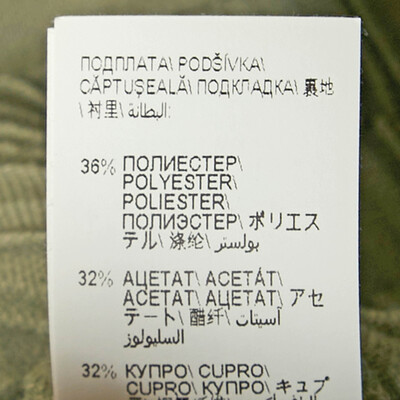 ПОДПЛАТА\ PODŠÍVKA\
CĂPTUŞEALĂ\ ПОДКЛАДКА\ 裏地
\ 衬里\ البطانة:
36% ПОЛИЕСТЕР\
POLYESTER\
POLIESTER\
ПОЛИЭСТЕР\ ポリエス
テル\ 涤纶\ بولستر
32% АЦЕТАТ\ ACETÁT\
ACETAT\ АЦЕТАТ\ アセ
テート\ 醋纤\ آسيتات
السليولوز
32% КУПРО\ CUPRO\
CUPRO\ КУПРО\ キュプ